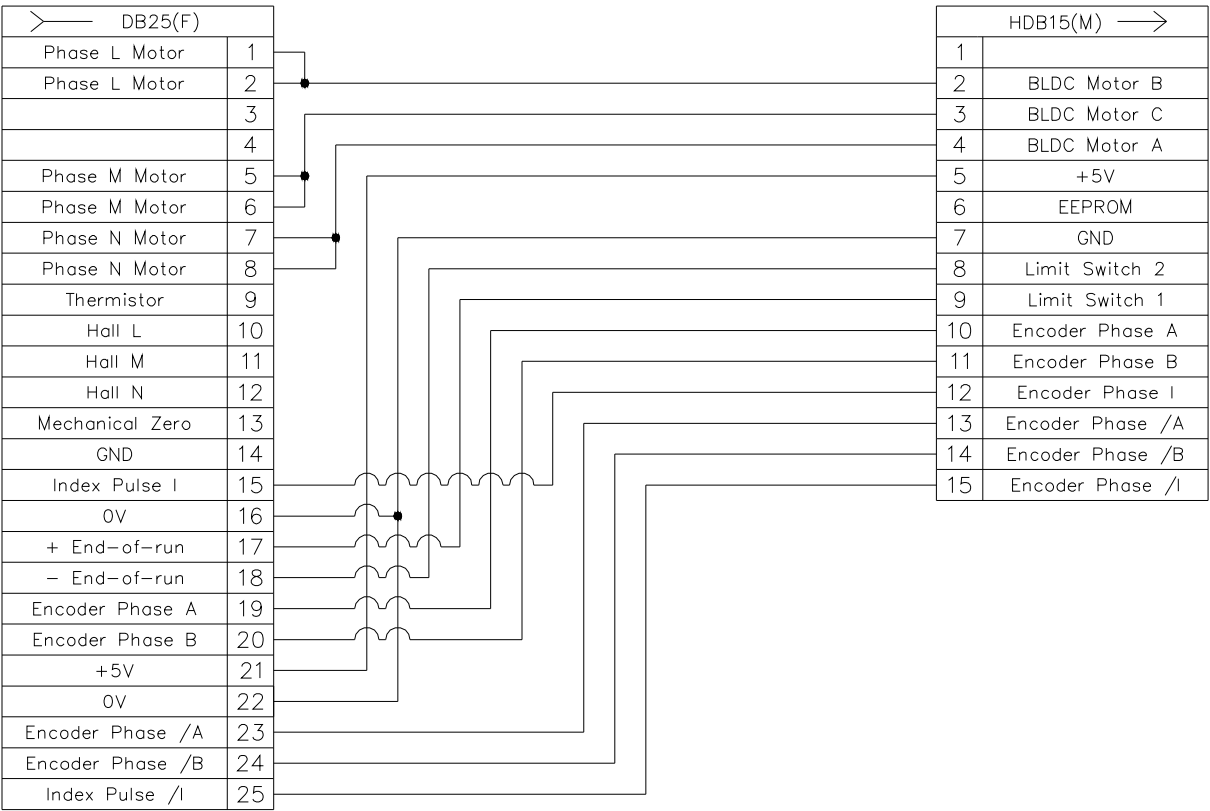 DB25(F)
Phase L Motor 1
Phase L Motor 2
3
4
Phase M Motor 5
Phase M Motor 6
Phase N Motor 7
Phase N Motor 8
Thermistor 9
Hall L 10
Hall M 11
Hall N 12
Mechanical Zero 13
GND 14
Index Pulse I 15
0V 16
+ End-of-run 17
- End-of-run 18
Encoder Phase A 19
Encoder Phase B 20
+5V 21
0V 22
Encoder Phase /A 23
Encoder Phase /B 24
Index Pulse /I 25
HDB15(M)
1
2 BLDC Motor B
3 BLDC Motor C
4 BLDC Motor A
5 +5V
6 EEPROM
7 GND
8 Limit Switch 2
9 Limit Switch 1
10 Encoder Phase A
11 Encoder Phase B
12 Encoder Phase I
13 Encoder Phase /A
14 Encoder Phase /B
15 Encoder Phase /I